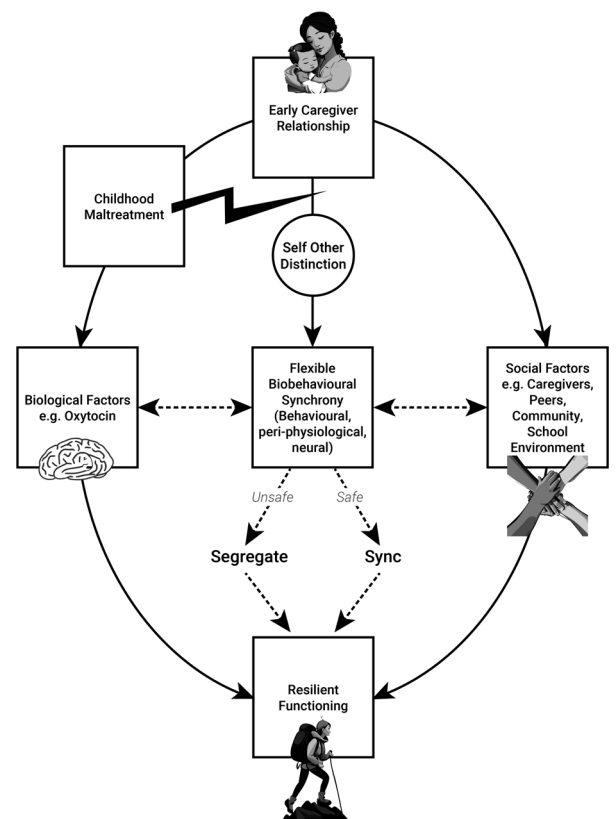 Early Caregiver
Relationship
Childhood
Maltreatment
Self Other
Distinction
Biological Factors
e.g. Oxytocin
Flexible
Biobehavioural
Synchrony
(Behavioural,
peri-physiological,
neural)
Social Factors
e.g. Caregivers,
Peers,
Community,
School
Environment
Unsafe
Safe
Segregate
Sync
Resilient
Functioning